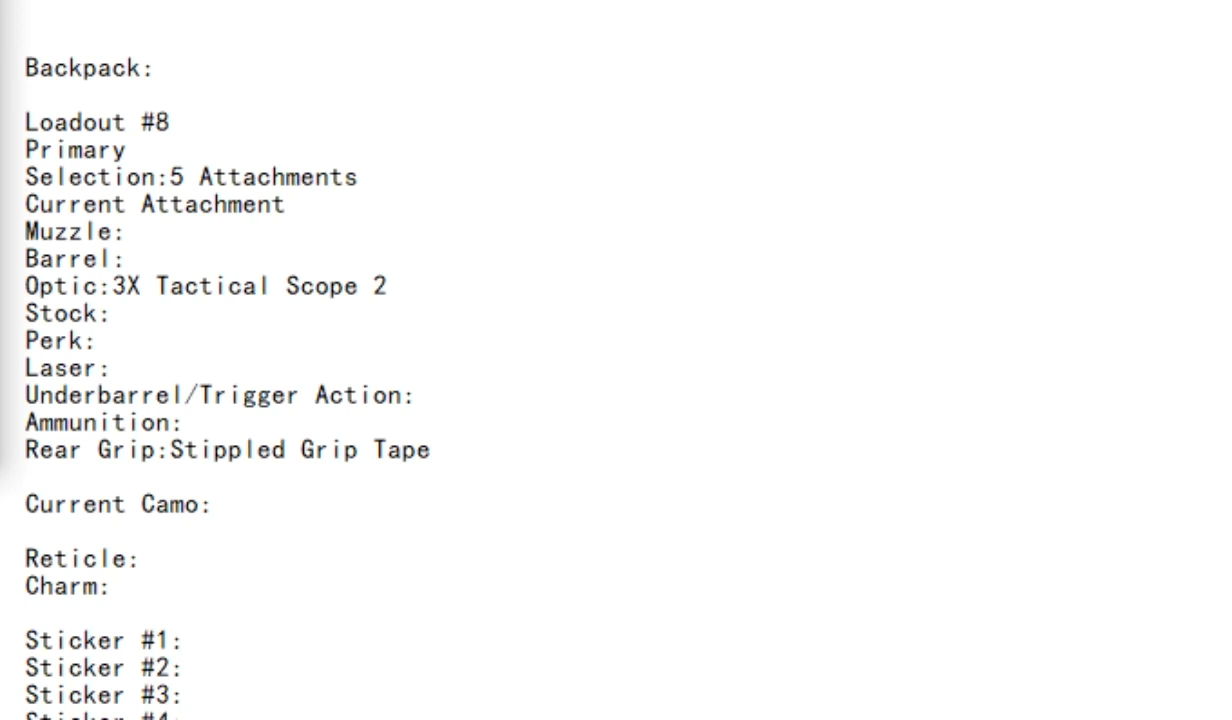 Backpack:
Loadout #8
Primary
Selection:5 Attachments
Current Attachment
Muzzle:
Barrel:
Optic:3X Tactical Scope 2
Stock:
Perk:
Laser:
Underbarrel/Trigger Action:
Ammunition:
Rear Grip:Stippled Grip Tape
Current Camo:
Reticle:
Charm:
Sticker #1:
Sticker #2:
Sticker #3:
Sticker #4: